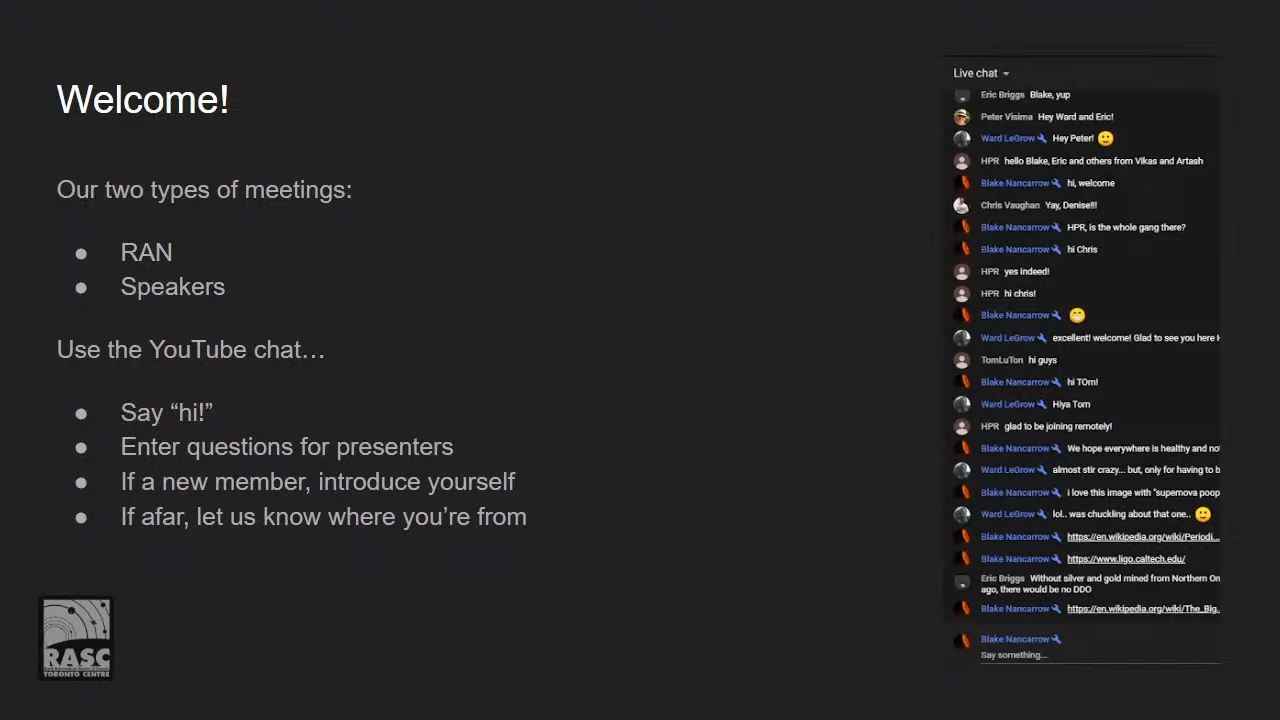 Welcome!
Our two types of meetings:
● RAN
● Speakers
Use the YouTube chat…
● Say “hi!”
● Enter questions for presenters
● If a new member, introduce yourself
● If afar, let us know where you’re from
RASC
TORONTO CENTRE
Live chat
Eric Briggs Blake, yup
Peter Visima Hey Ward and Eric!
Ward LeGrow Hey Peter! 🙂
HPR hello Blake, Eric and others from Vikas and Artash
Blake Nancarrow hi, welcome
Chris Vaughan Yay, Denise!!!
Blake Nancarrow HPR, is the whole gang there?
Blake Nancarrow hi Chris
HPR yes indeed!
HPR hi chris!
Blake Nancarrow 😁
Ward LeGrow excellent! welcome! Glad to see you here H
TomLuTon hi guys
Blake Nancarrow hi TOm!
Ward LeGrow Hiya Tom
HPR glad to be joining remotely!
Blake Nancarrow We hope everywhere is healthy and not
Ward LeGrow almost stir crazy... but, only for having to b
Blake Nancarrow i love this image with "supernova poop
Ward LeGrow lol.. was chuckling about that one.. 🙂
Blake Nancarrow https://en.wikipedia.org/wiki/Periodi...
Blake Nancarrow https://www.ligo.caltech.edu/
Eric Briggs Without silver and gold mined from Northern On
ago, there would be no DDO
Blake Nancarrow https://en.wikipedia.org/wiki/The_Big...
Blake Nancarrow
Say something...